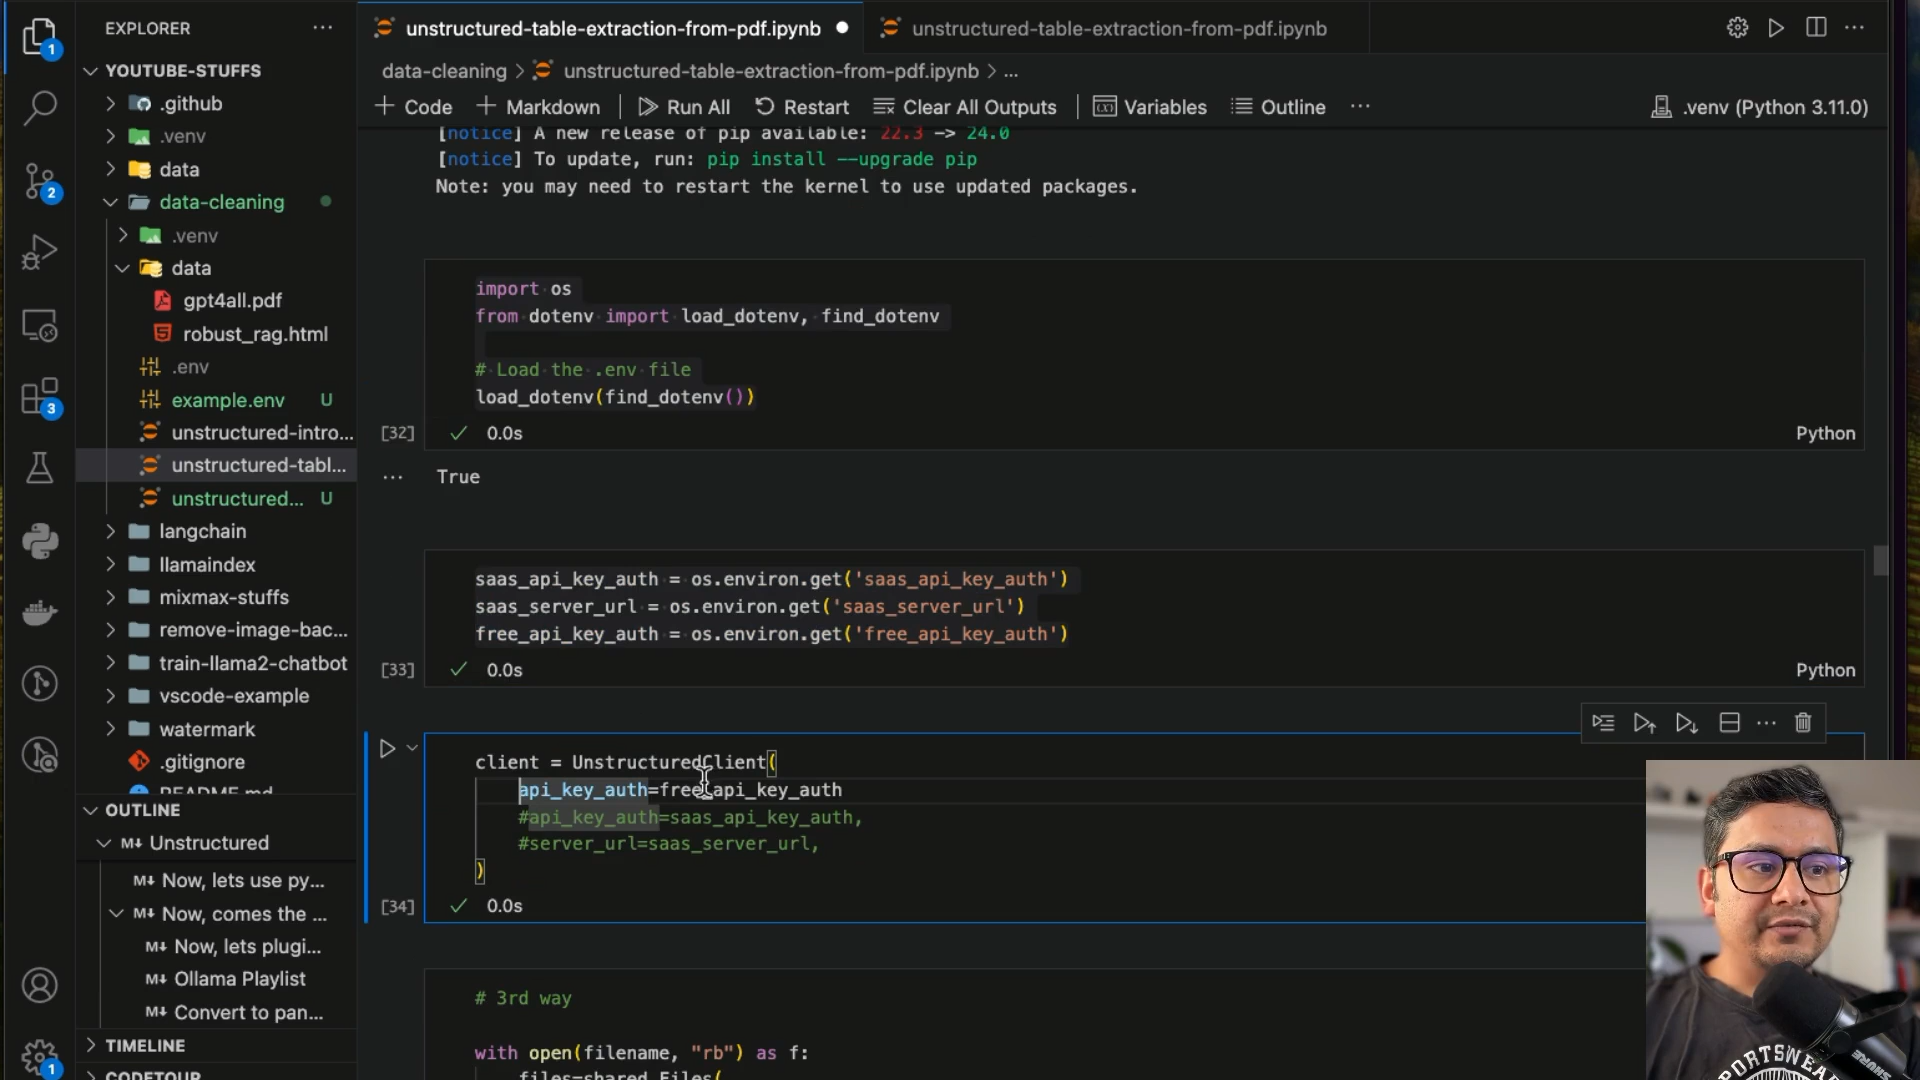 EXPLORER
YOUTUBE-STUFFS
.github
.venv
data
data-cleaning
.venv
data
gpt4all.pdf
robust_rag.html
.env
example.env U
unstructured-intro...
unstructured-tabl...
unstructured... U
langchain
llamaindex
mixmax-stuffs
remove-image-bac...
train-llama2-chatbot
vscode-example
watermark
.gitignore
README.md
OUTLINE
Unstructured
Now, lets use py...
Now, comes the ...
Now, lets plugi...
Ollama Playlist
Convert to pan...
TIMELINE
CODETOUR
1
2
3
1
unstructured-table-extraction-from-pdf.ipynb
unstructured-table-extraction-from-pdf.ipynb
data-cleaning > unstructured-table-extraction-from-pdf.ipynb > ...
+ Code + Markdown Run All Restart Clear All Outputs Variables Outline ...
.venv (Python 3.11.0)
[notice] A new release of pip available: 22.3 -> 24.0
[notice] To update, run: pip install --upgrade pip
Note: you may need to restart the kernel to use updated packages.
import os
from dotenv import load_dotenv, find_dotenv
# Load the .env file
load_dotenv(find_dotenv())
[32] 0.0s Python
... True
saas_api_key_auth = os.environ.get('saas_api_key_auth')
saas_server_url = os.environ.get('saas_server_url')
free_api_key_auth = os.environ.get('free_api_key_auth')
[33] 0.0s Python
client = UnstructuredClient(
api_key_auth=free_api_key_auth
#api_key_auth=saas_api_key_auth,
#server_url=saas_server_url,
)
[34] 0.0s
# 3rd way
with open(filename, "rb") as f:
files=shared.Files(